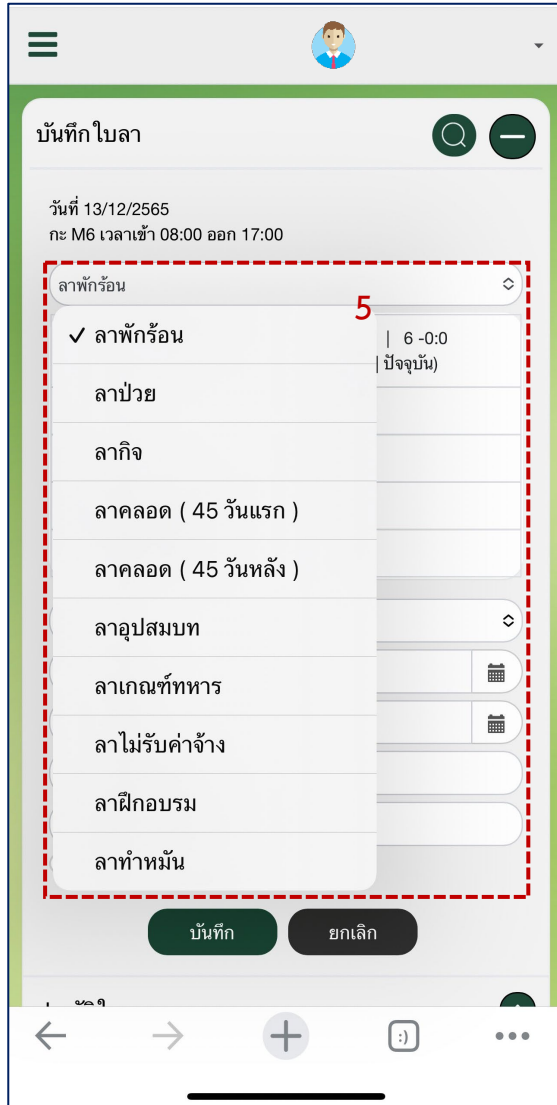 บันทึกใบลา
วันที่ 13/12/2565
กะ M6 เวลาเข้า 08:00 ออก 17:00
ลาพักร้อน
5
✓ ลาพักร้อน
| 6 -0:0
| ปัจจุบัน)
ลาป่วย
ลากิจ
ลาคลอด ( 45 วันแรก )
ลาคลอด ( 45 วันหลัง )
ลาอุปสมบท
ลาเกณฑ์ทหาร
ลาไม่รับค่าจ้าง
ลาฝึกอบรม
ลาทำหมัน
บันทึก ยกเลิก
:)